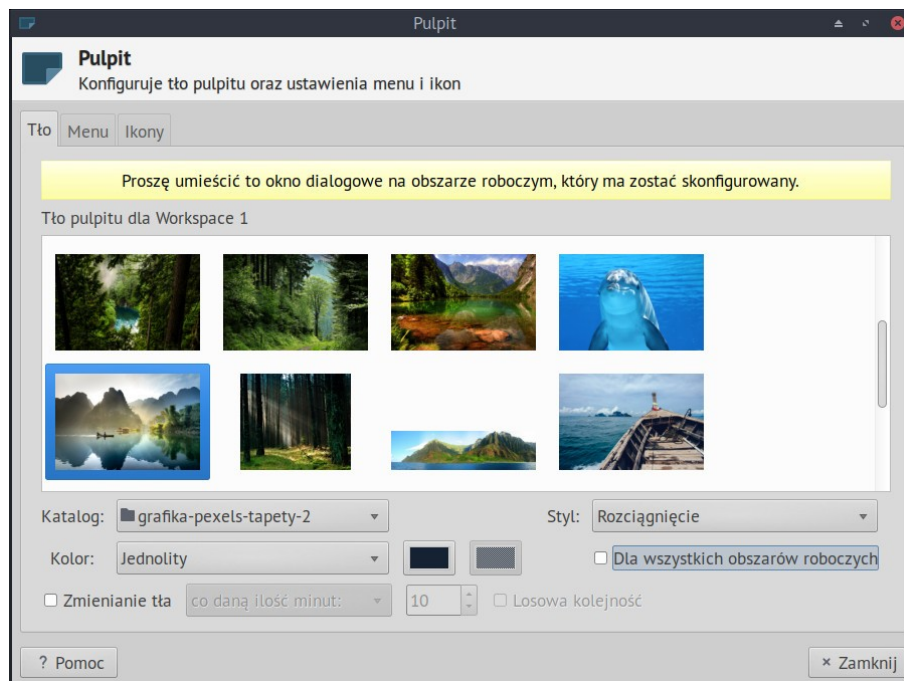 Pulpit
Pulpit
Konfiguruje tło pulpitu oraz ustawienia menu i ikon
Tło Menu Ikony
Proszę umieścić to okno dialogowe na obszarze roboczym, który ma zostać skonfigurowany.
Tło pulpitu dla Workspace 1
Katalog: grafika-pexels-tapety-2 Styl: Rozciągnięcie
Kolor: Jednolity Dla wszystkich obszarów roboczych
Zmienianie tła co daną ilość minut: 10 Losowa kolejność
? Pomoc × Zamknij